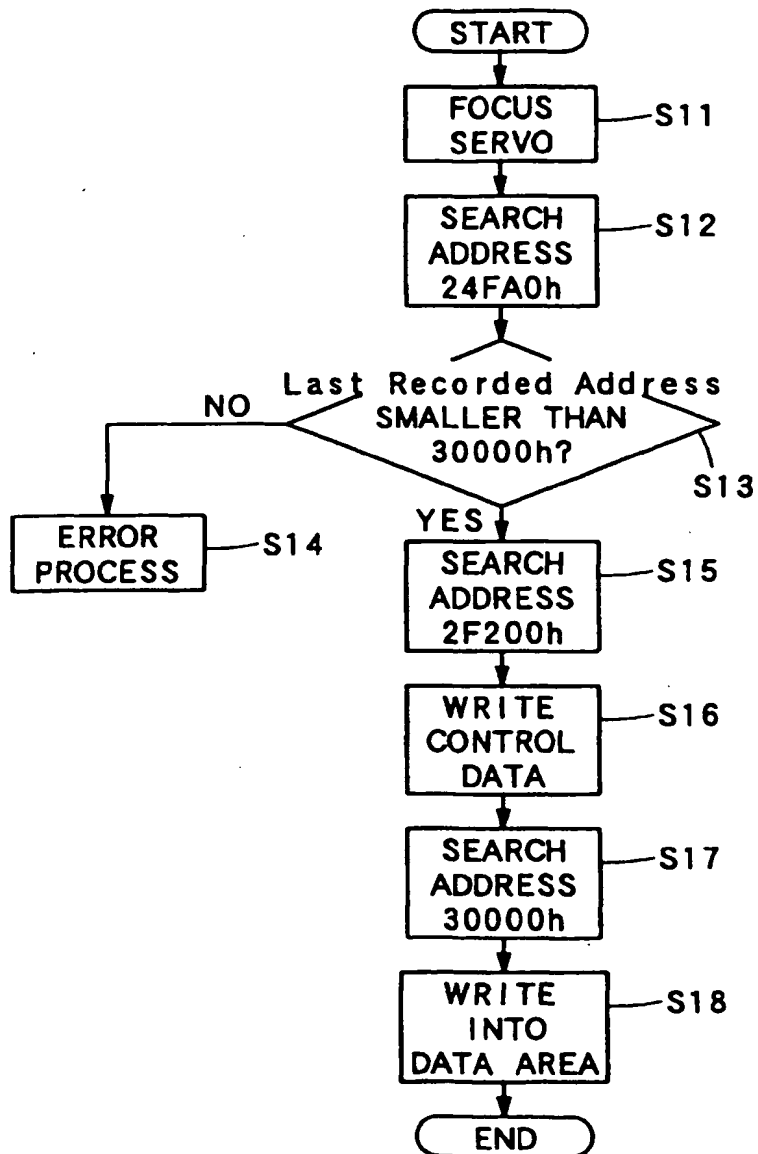 START
FOCUS
SERVO
S11
SEARCH
ADDRESS
24FA0h
S12
Last Recorded Address
SMALLER THAN
30000h?
S13
NO
ERROR
PROCESS
S14
YES
SEARCH
ADDRESS
2F200h
S15
WRITE
CONTROL
DATA
S16
SEARCH
ADDRESS
30000h
S17
WRITE
INTO
DATA AREA
S18
END